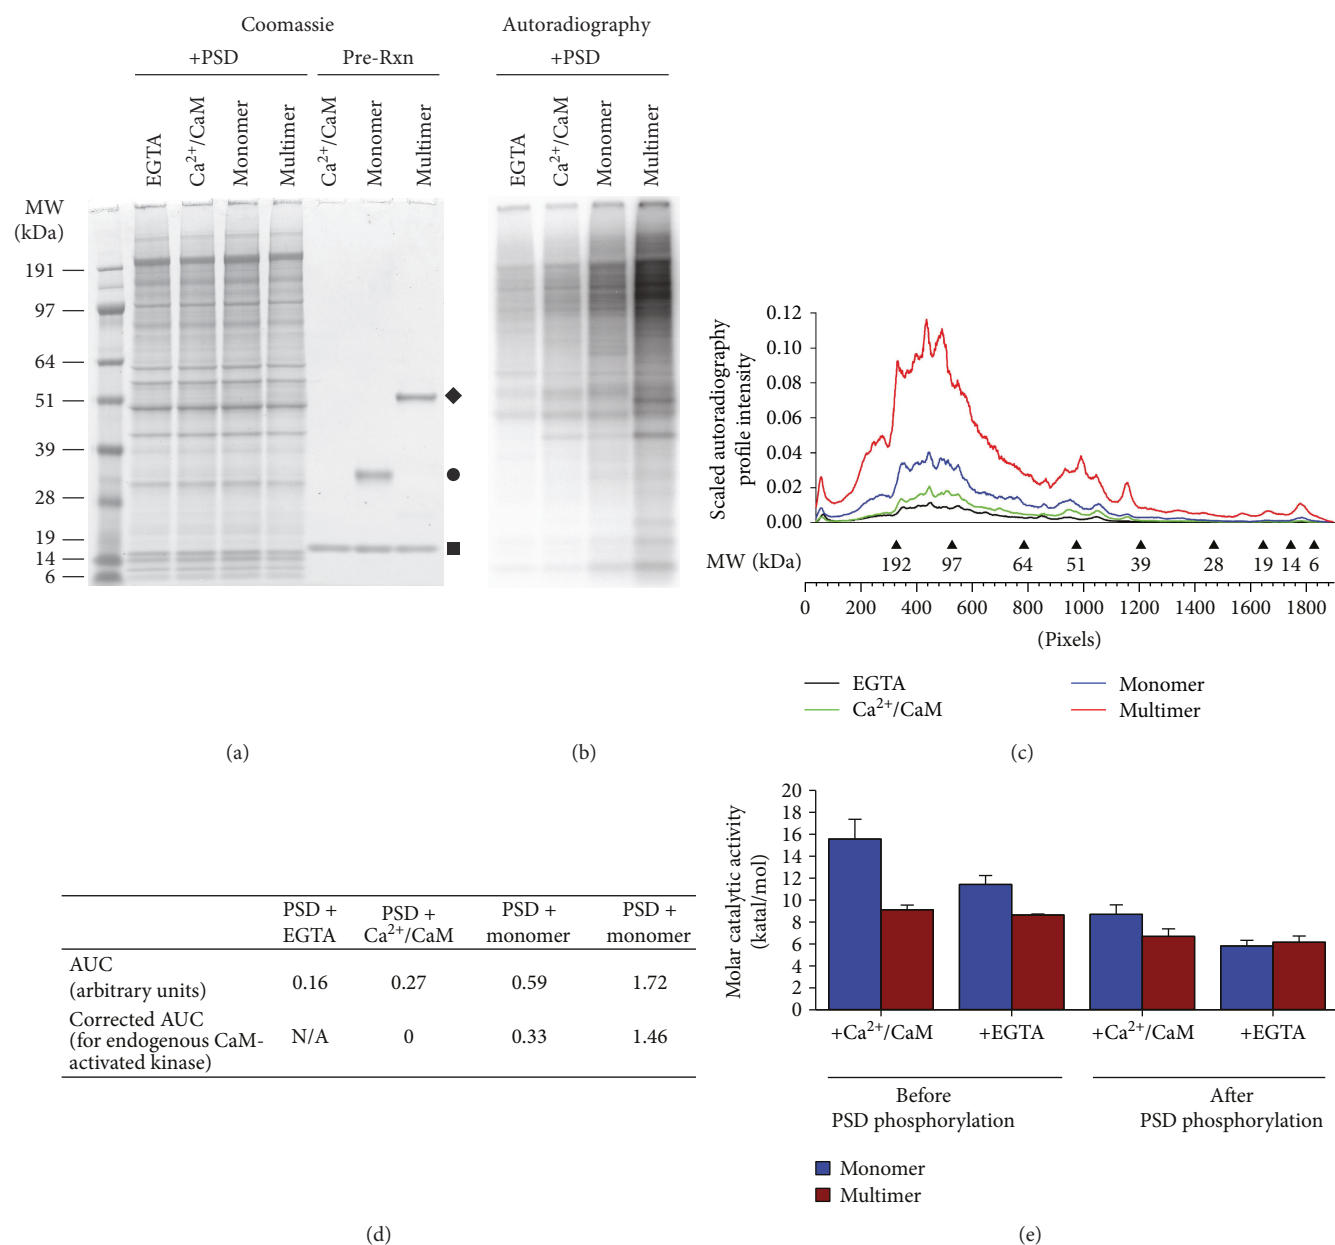 Coomassie
+PSD
Pre-Rxn
EGTA
Ca2+/CaM
Monomer
Multimer
Ca2+/CaM
Monomer
Multimer
MW
(kDa)
191
97
64
51
39
28
19
14
6
(a)
Autoradiography
+PSD
EGTA
Ca2+/CaM
Monomer
Multimer
(b)
Scaled autoradiography
profile intensity
0.12
0.10
0.08
0.06
0.04
0.02
0.00
MW (kDa)
192 97 64 51 39 28 19 14 6
0 200 400 600 800 1000 1200 1400 1600 1800
(Pixels)
EGTA
Ca2+/CaM
Monomer
Multimer
(c)
PSD + EGTA
PSD + Ca2+/CaM
PSD + monomer
PSD + monomer
AUC
(arbitrary units)
0.16 0.27 0.59 1.72
Corrected AUC
(for endogenous CaM-
activated kinase)
N/A 0 0.33 1.46
(d)
Molar catalytic activity
(katal/mol)
20
18
16
14
12
10
8
6
4
2
0
+Ca2+/CaM +EGTA +Ca2+/CaM +EGTA
Before
PSD phosphorylation
After
PSD phosphorylation
Monomer
Multimer
(e)